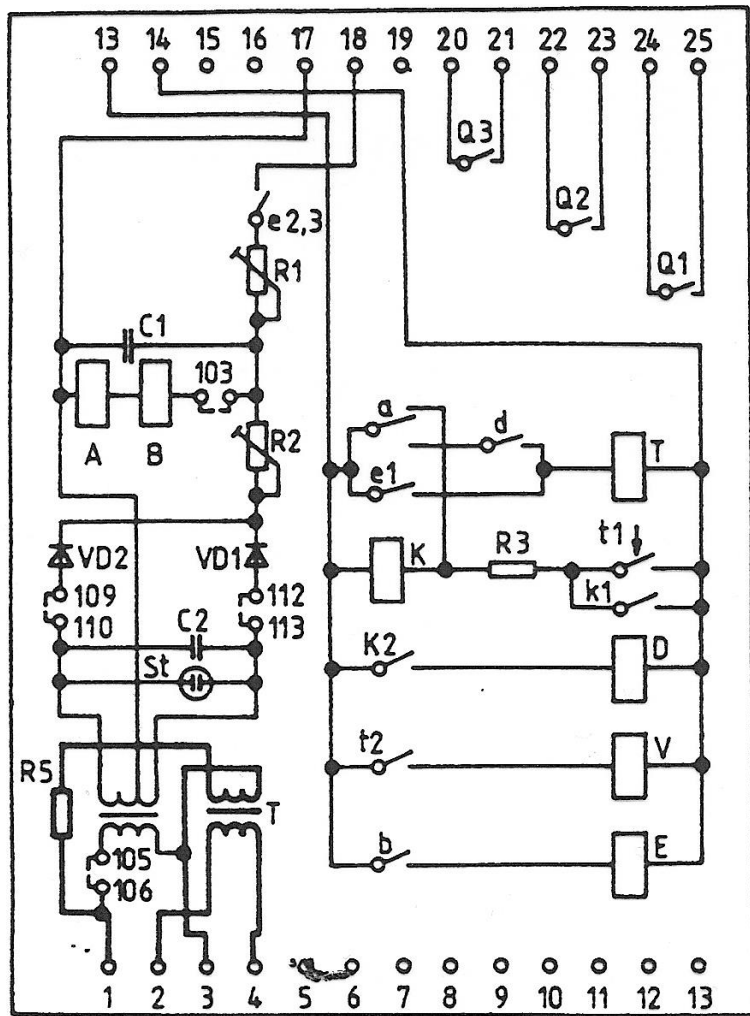 13 14 15 16 17 18 19 20 21 22 23 24 25
Q3
Q2
e2,3
R1
Q1
C1
103
a
d
A B
R2
T
e1
t1
VD2 VD1
K
R3
109 112
k1
110 113
C2
K2
D
St
t2
V
R5
T
b
E
105
106
1 2 3 4 5 6 7 8 9 10 11 12 13